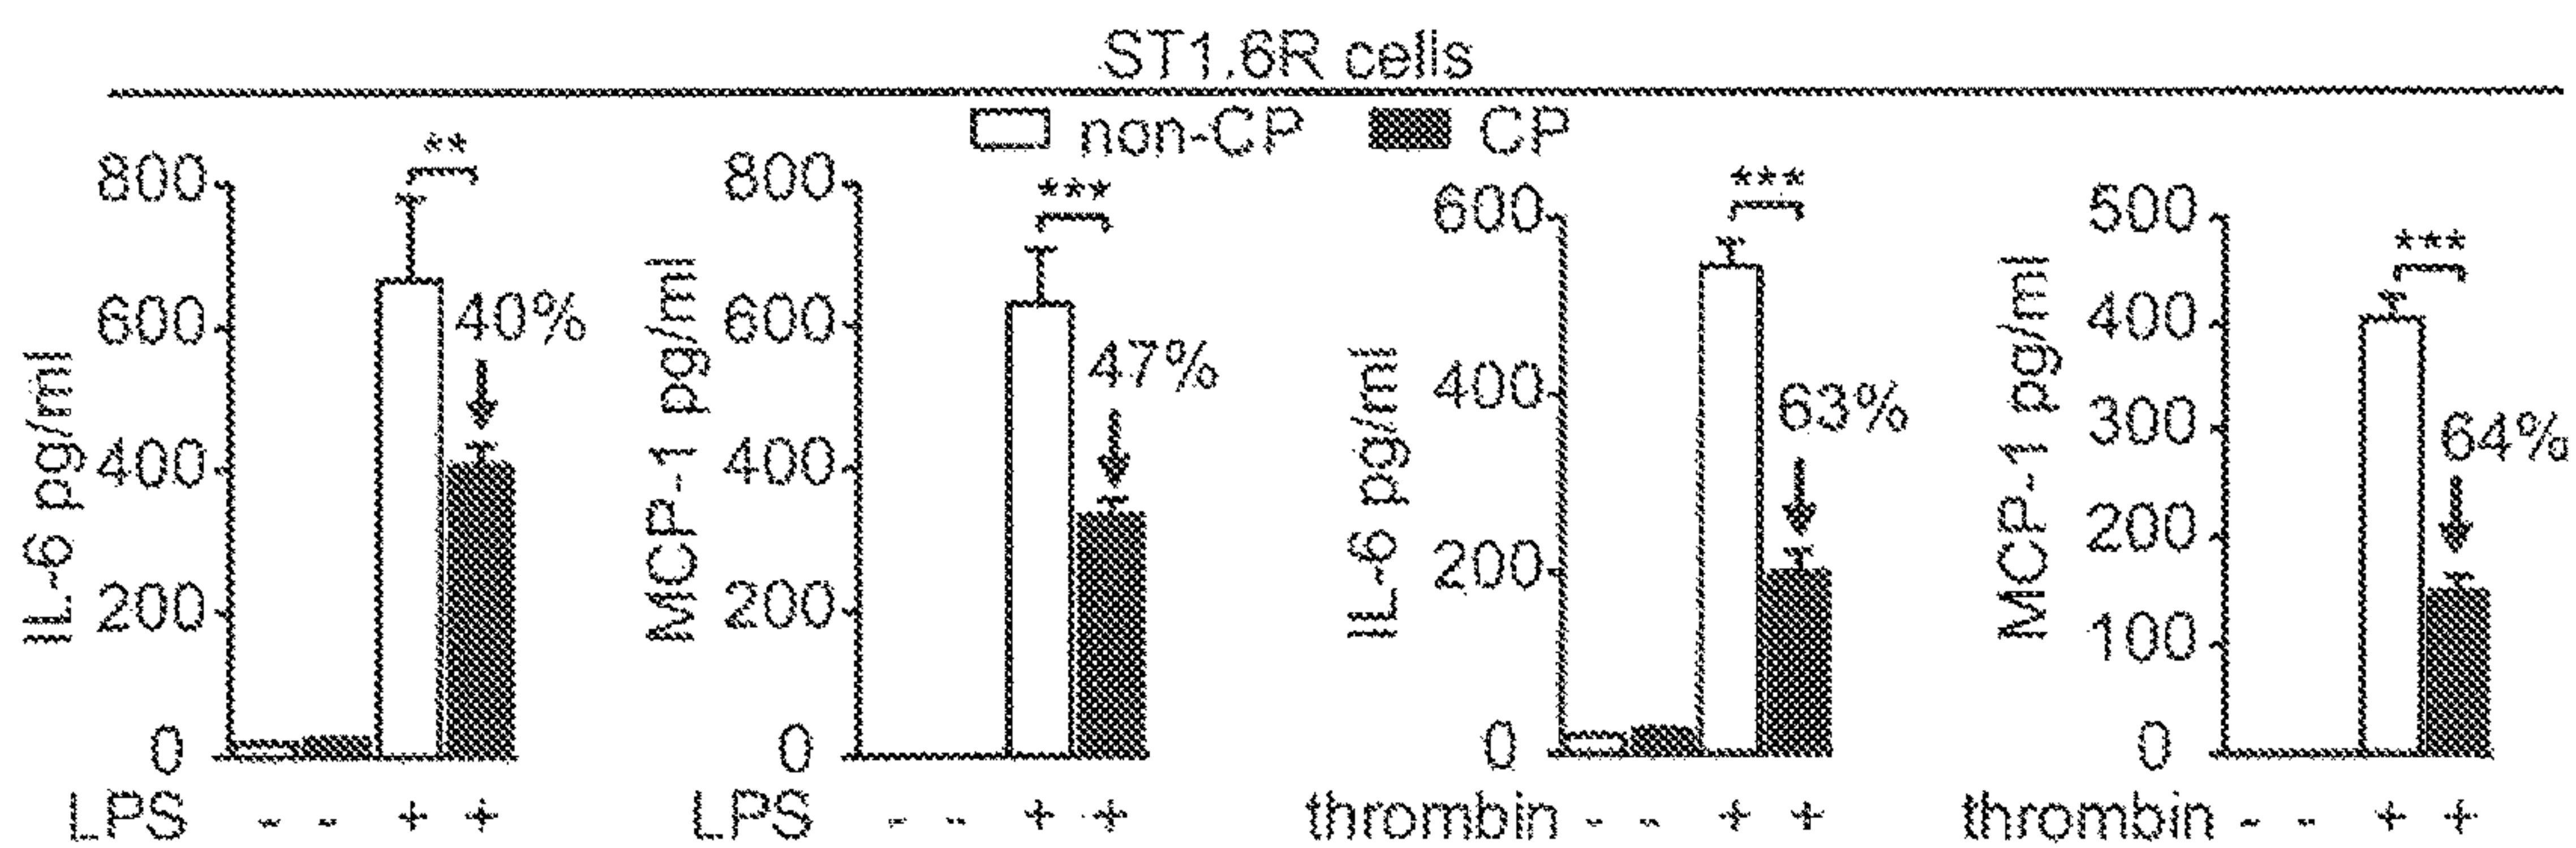 ST1.6R cells
non-CP CP
** *** *** ***
800 800 600 500
40% 47% 63% 64%
600 600 400 400
400 400 200 300
200 200 0 200
0 0 100
0
IL-6 pg/ml MCP-1 pg/ml IL-6 pg/ml MCP-1 pg/ml
LPS - - + + LPS - - + + thrombin - - + + thrombin - - + +